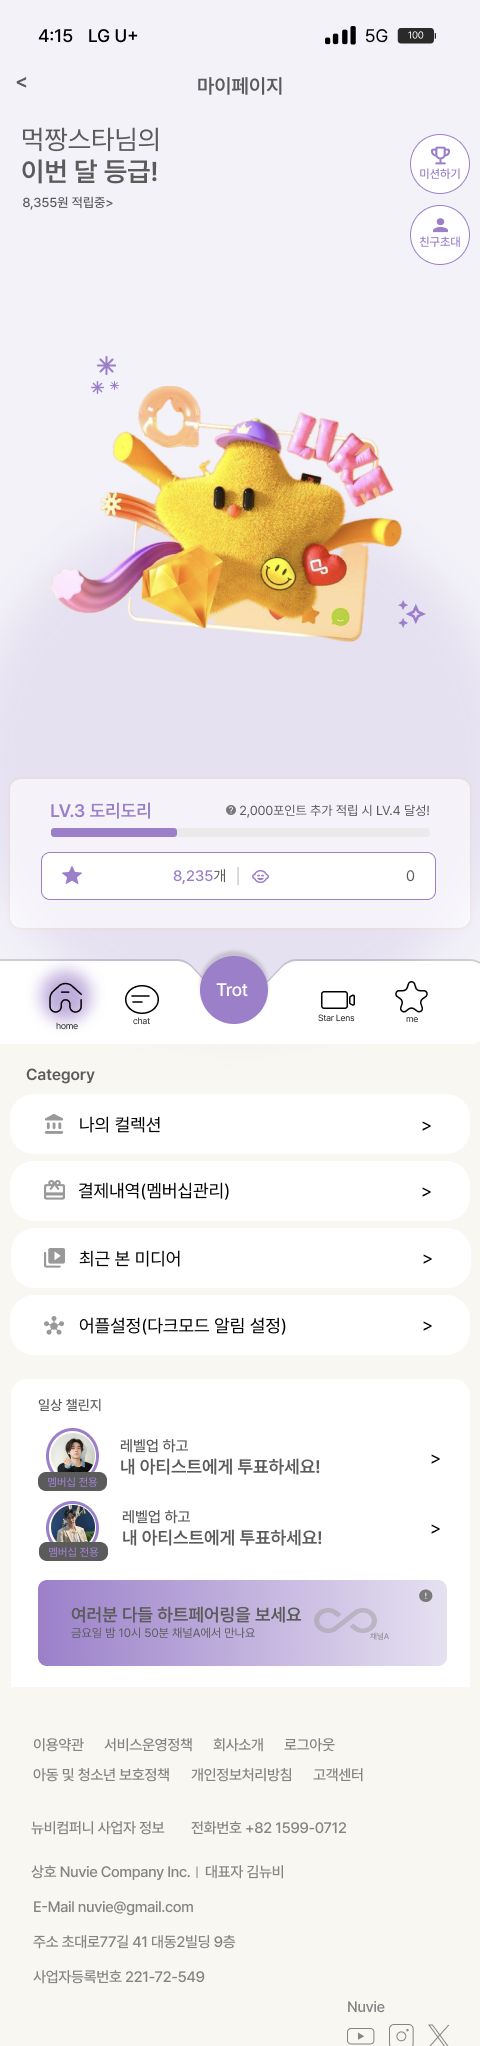 4:15 LG U+ 5G 100
< 마이페이지
먹짱스타님의
이번 달 등급!
8,355원 적립중>
미션하기
친구초대
LIKE
LV.3 도리도리 ? 2,000포인트 추가 적립 시 LV.4 달성!
8,235개 0
Trot
home
chat
Star Lens
me
Category
나의 컬렉션 >
결제내역(멤버십관리) >
최근 본 미디어 >
어플설정(다크모드 알림 설정) >
일상 챌린지
레벨업 하고
내 아티스트에게 투표하세요! >
멤버십 전용
레벨업 하고
내 아티스트에게 투표하세요! >
멤버십 전용
여러분 다들 하트페어링을 보세요 !
금요일 밤 10시 50분 채널A에서 만나요
채널A
이용약관 서비스운영정책 회사소개 로그아웃
아동 및 청소년 보호정책 개인정보처리방침 고객센터
뉴비컴퍼니 사업자 정보 전화번호 +82 1599-0712
상호 Nuvie Company Inc. | 대표자 김뉴비
E-Mail nuvie@gmail.com
주소 초대로77길 41 대동2빌딩 9층
사업자등록번호 221-72-549
Nuvie